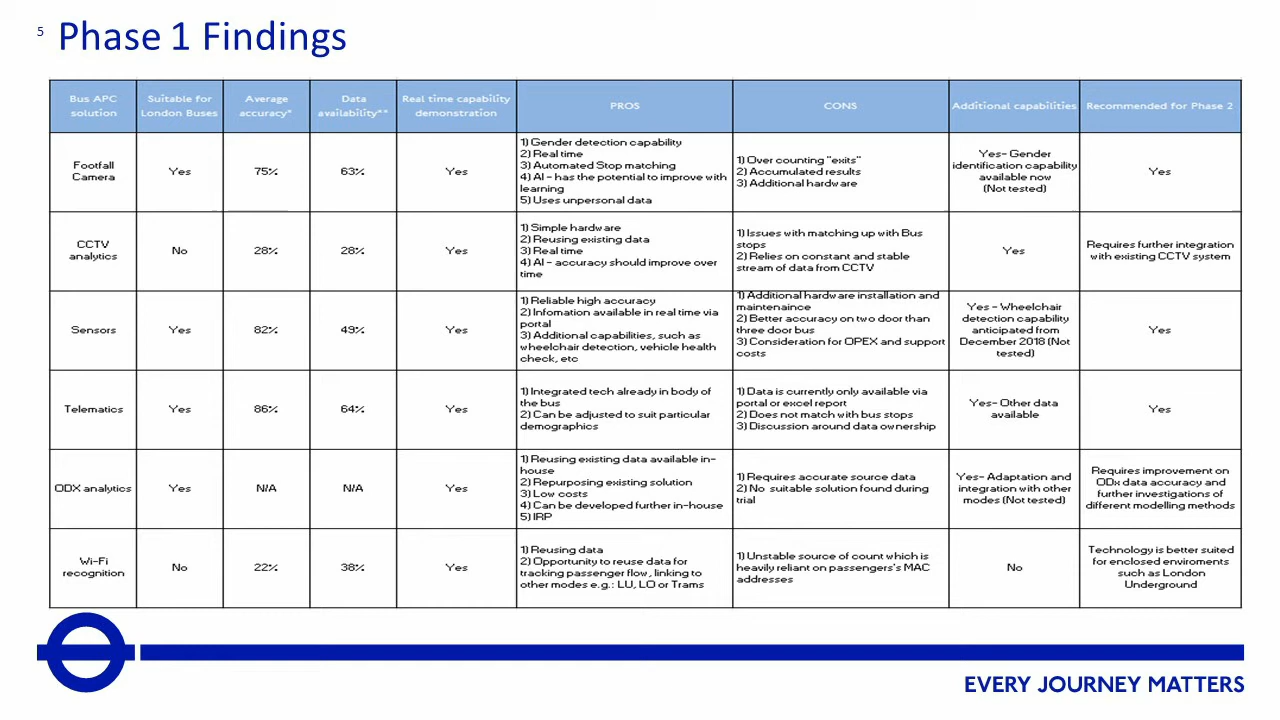 5
Phase 1 Findings
Bus APC
solution
Suitable for
London Buses
Average
accuracy*
Data
availability**
Real time capability
demonstration
PROS
CONS
Additional capabilities
Recommended for Phase 2
Footfall
Camera
Yes
75%
63%
Yes
1) Gender detection capability
2) Real time
3) Automated Stop matching
4) AI - has the potential to improve with
learning
5) Uses unpersonal data
1) Over counting "exits"
2) Accumulated results
3) Additional hardware
Yes- Gender
identification capability
available now
(Not tested)
Yes
CCTV
analytics
No
28%
28%
Yes
1) Simple hardware
2) Reusing existing data
3) Real time
4) AI - accuracy should improve over
time
1) Issues with matching up with Bus
stops
2) Relies on constant and stable
stream of data from CCTV
Yes
Requires further integration
with existing CCTV system
Sensors
Yes
82%
49%
Yes
1) Reliable high accuracy
2) Infomation available in real time via
portal
3) Additional capabilities, such as
wheelchair detection, vehicle health
check, etc
1) Additional hardware installation and
maintenaince
2) Better accuracy on two door than
three door bus
3) Consideration for OPEX and support
costs
Yes - Wheelchair
detection capability
anticipated from
December 2018 (Not
tested)
Yes
Telematics
Yes
86%
64%
Yes
1) Integrated tech already in body of
the bus
2) Can be adjusted to suit particular
demographics
1) Data is currently only available via
portal or excel report
2) Does not match with bus stops
3) Discussion around data ownership
Yes- Other data
available
Yes
ODX analytics
Yes
N/A
N/A
Yes
1) Reusing existing data available in-
house
2) Repurposing existing solution
3) Low costs
4) Can be developed further in-house
5) IRP
1) Requires accurate source data
2) No suitable solution found during
trial
Yes- Adaptation and
integration with other
modes (Not tested)
Requires improvement on
ODx data accuracy and
further investigations of
different modelling methods
Wi-Fi
recognition
No
22%
38%
Yes
1) Reusing data
2) Opportunity to reuse data for
tracking passenger flow, linking to
other modes e.g.: LU, LO or Trams
1) Unstable source of count which is
heavily reliant on passengers's MAC
addresses
No
Technology is better suited
for enclosed enviroments
such as London
Underground
EVERY JOURNEY MATTERS